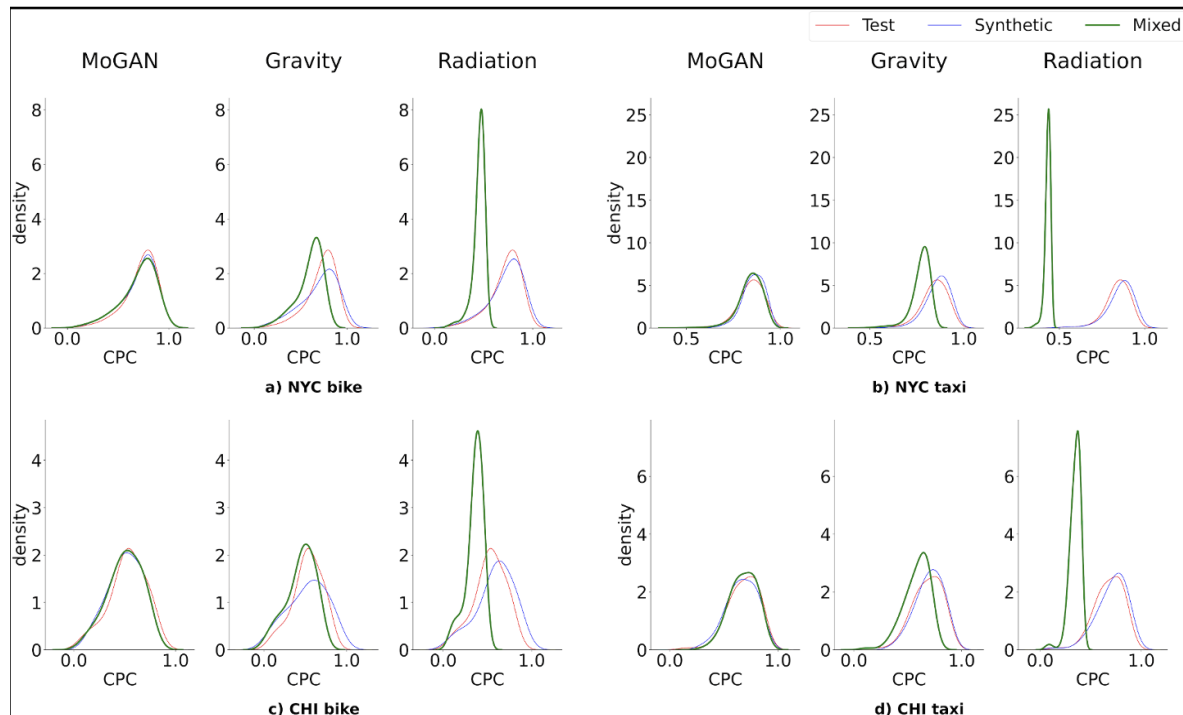 Test Synthetic Mixed
MoGAN Gravity Radiation MoGAN Gravity Radiation
8 8 8 25 25 25
6 6 6 20 20 20
4 4 4 15 15 15
2 2 2 10 10 10
0 0 0 5 5 5
0 0 0
density density
0.0 1.0 0.0 1.0 0.0 1.0 0.5 1.0 0.5 1.0 0.5 1.0
CPC CPC CPC CPC CPC CPC
a) NYC bike b) NYC taxi
4 4 4 6 6 6
3 3 3 4 4 4
2 2 2 2 2 2
1 1 1 0 0 0
0 0 0
density density
0.0 1.0 0.0 1.0 0.0 1.0 0.0 1.0 0.0 1.0 0.0 1.0
CPC CPC CPC CPC CPC CPC
c) CHI bike d) CHI taxi